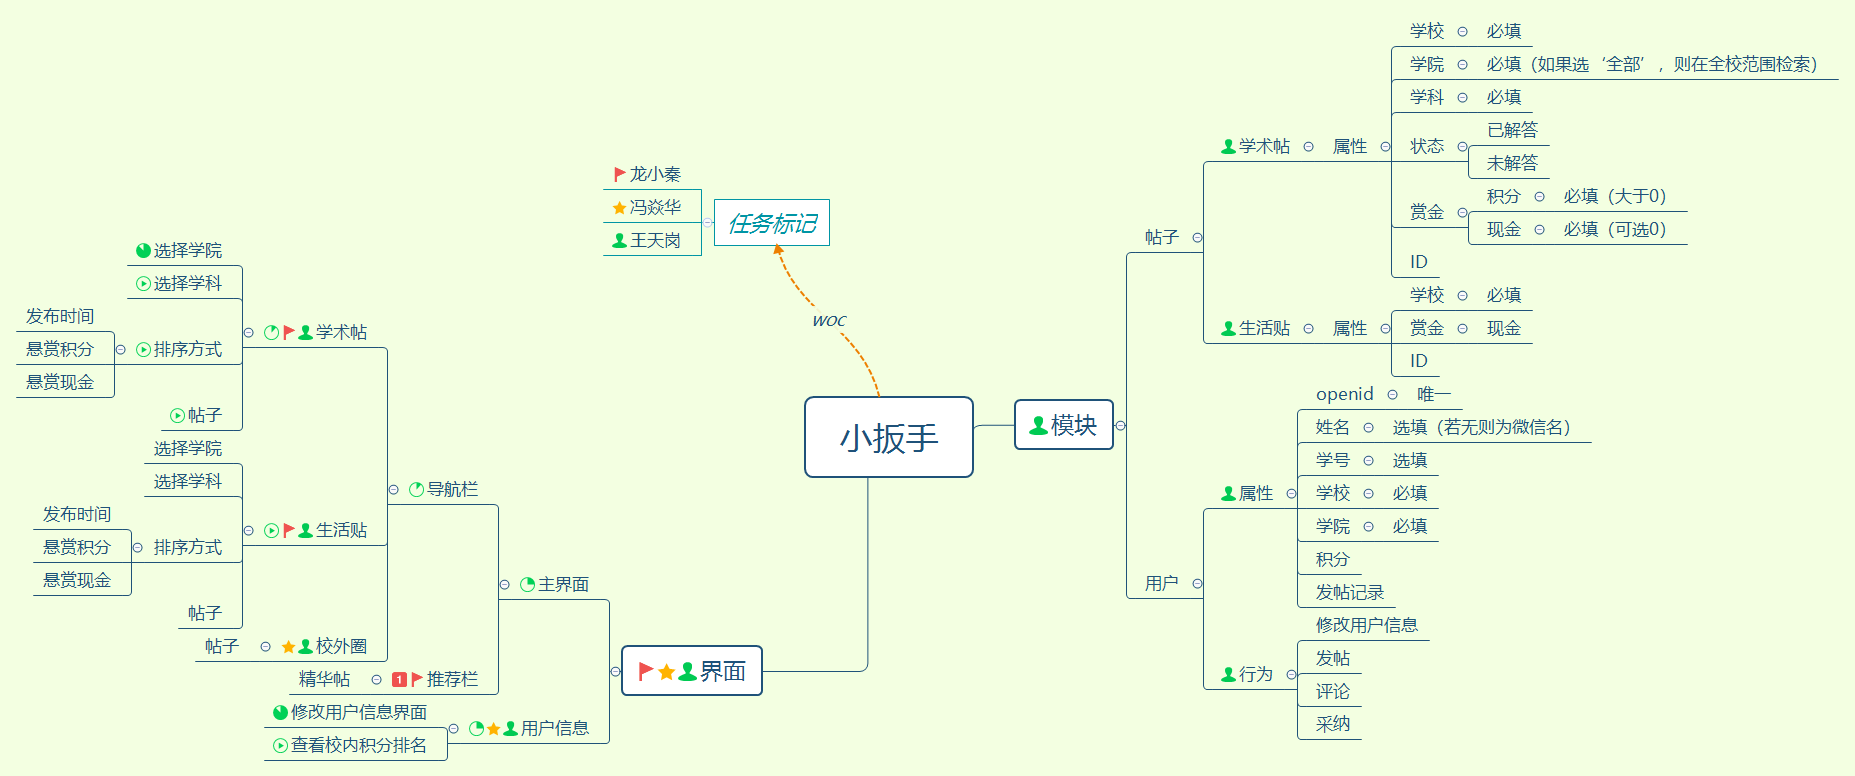 小扳手
woc
任务标记
龙小秦
冯焱华
王天岗
模块
帖子
学术帖
属性
学校
必填
学院
必填（如果选‘全部’，则在全校范围检索）
学科
必填
状态
已解答
未解答
赏金
积分
必填（大于0）
现金
必填（可选0）
ID
生活贴
属性
学校
必填
赏金
现金
ID
用户
属性
openid
唯一
姓名
选填（若无则为微信名）
学号
选填
学校
必填
学院
必填
积分
发帖记录
行为
修改用户信息
发帖
评论
采纳
界面
主界面
导航栏
学术帖
选择学院
选择学科
排序方式
发布时间
悬赏积分
悬赏现金
帖子
生活贴
选择学院
选择学科
排序方式
发布时间
悬赏积分
悬赏现金
帖子
校外圈
帖子
1
推荐栏
精华帖
用户信息
修改用户信息界面
查看校内积分排名